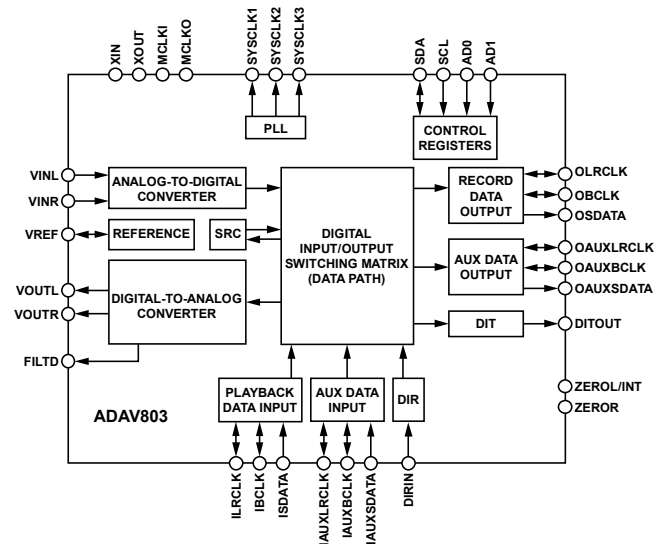 XIN
XOUT
MCLKI
MCLKO
SYSCLK1
SYSCLK2
SYSCLK3
SDA
SCL
AD0
AD1
PLL
CONTROL
REGISTERS
VINL
VINR
ANALOG-TO-DIGITAL
CONVERTER
VREF
REFERENCE
SRC
DIGITAL
INPUT/OUTPUT
SWITCHING MATRIX
(DATA PATH)
RECORD
DATA
OUTPUT
OLRCLK
OBCLK
OSDATA
AUX DATA
OUTPUT
OAUXLRCLK
OAUXBCLK
OAUXSDATA
VOUTL
VOUTR
DIGITAL-TO-ANALOG
CONVERTER
DIT
DITOUT
FILTD
PLAYBACK
DATA INPUT
AUX DATA
INPUT
DIR
ZEROL/INT
ZEROR
ADAV803
ILRCLK
IBCLK
ISDATA
IAUXLRCLK
IAUXBCLK
IAUXSDATA
DIRIN